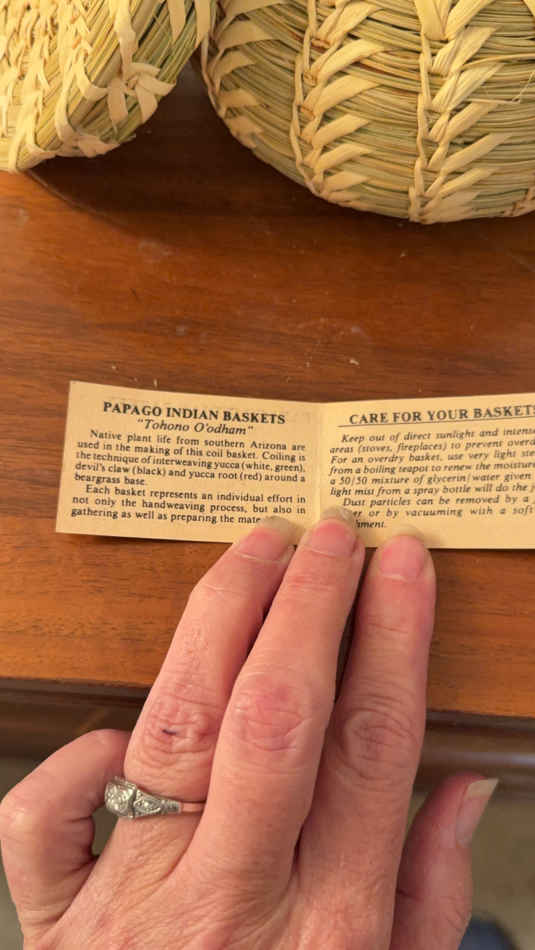 PAPAGO INDIAN BASKETS
"Tohono O'odham"
Native plant life from southern Arizona are
used in the making of this coil basket. Coiling is
the technique of interweaving yucca (white, green),
devil's claw (black) and yucca root (red) around a
beargrass base.
Each basket represents an individual effort in
not only the handweaving process, but also in
gathering as well as preparing the
CARE FOR YOUR BASKETS
Keep out of direct sunlight and
areas (stoves, fireplaces) to prevent
For an overdry basket, use very light
from a boiling teapot to renew the moisture
a 50/50 mixture of glycerin/water given
light mist from a spray bottle will do the
Dust particles can be removed by a
or by vacuuming with a soft